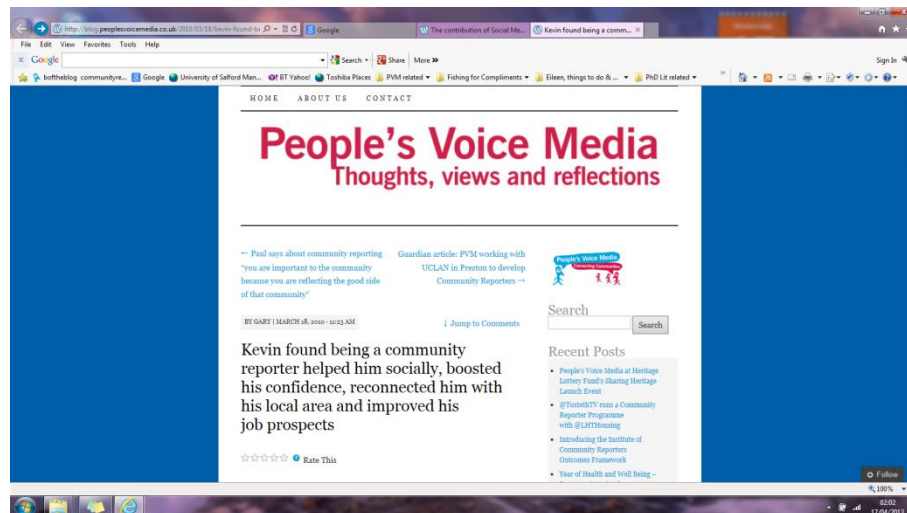 http://blog.peoplesvoicemedia.co.uk/2010/03/18/kevin-found-b
Google
The contribution of Social Me...
Kevin found being a comm...
File Edit View Favorites Tools Help
Google
Search
Share
More »
Sign In
boftheblog communityre...
Google
University of Salford Man...
BT Yahoo!
Toshiba Places
PVM related
Fishing for Compliments
Eileen, things to do & ...
PhD Lit related
HOME ABOUT US CONTACT
People's Voice Media
Thoughts, views and reflections
← Paul says about community reporting
"you are important to the community
because you are reflecting the good side
of that community"
Guardian article: PVM working with
UCLAN in Preston to develop
Community Reporters →
People's Voice Media
Connecting Communities
BY GARY | MARCH 18, 2010 · 11:23 AM
↓ Jump to Comments
Kevin found being a community
reporter helped him socially, boosted
his confidence, reconnected him with
his local area and improved his
job prospects
Rate This
Search
Search
Recent Posts
People's Voice Media at Heritage
Lottery Fund's Sharing Heritage
Launch Event
@ToxtethTV runs a Community
Reporter Programme
with @LHTHousing
Introducing the Institute of
Community Reporters
Outcomes Framework
Year of Health and Well Being –
Follow
100%
02:02
17/04/2013